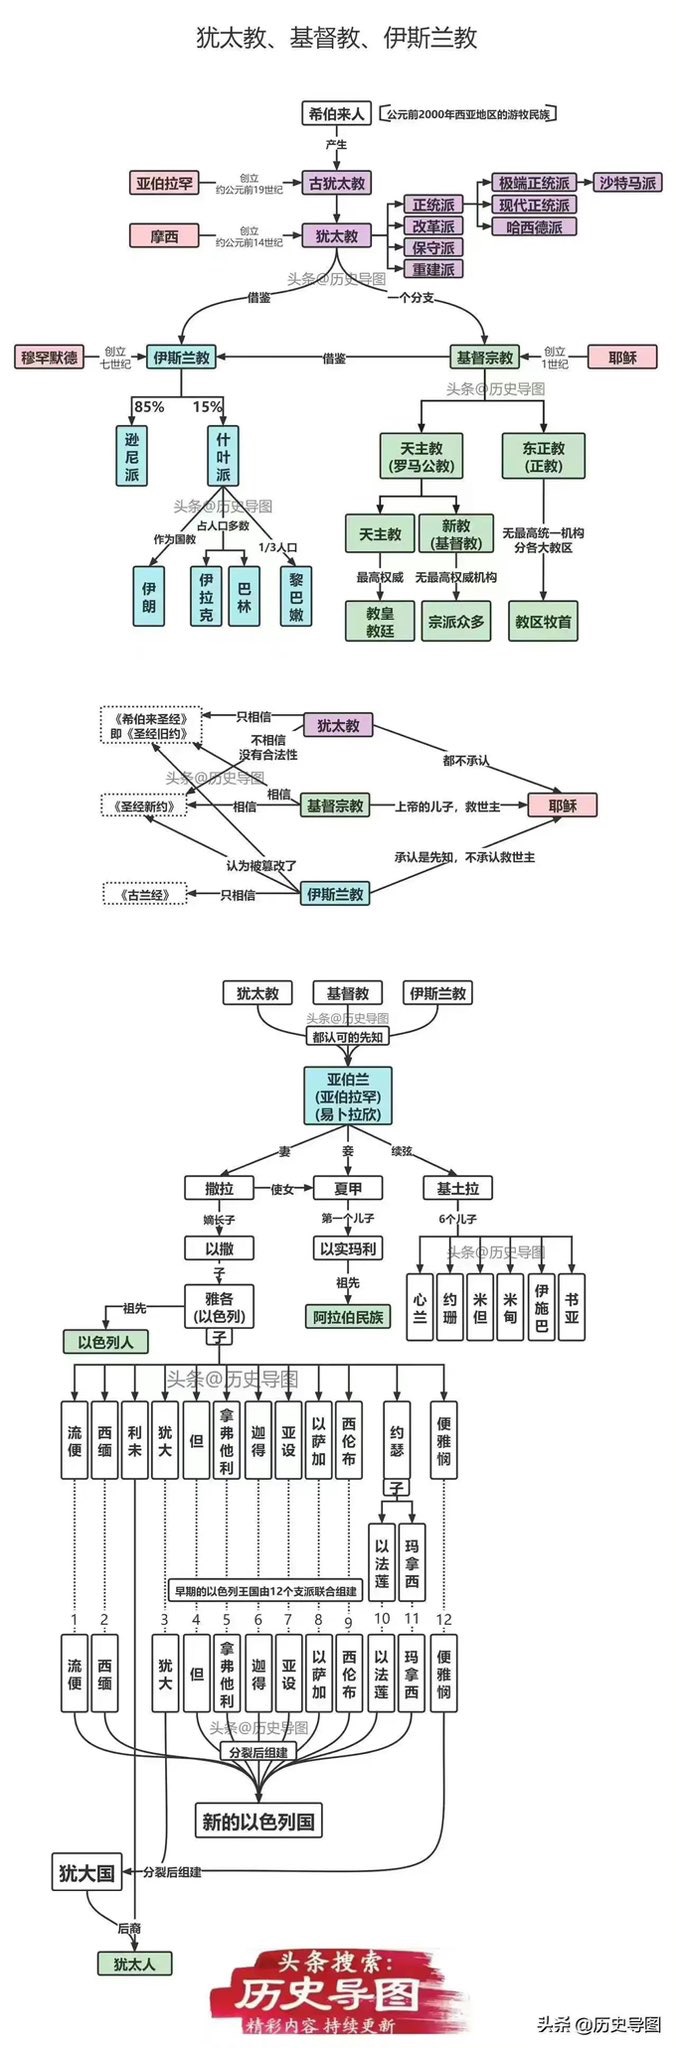 犹太教、基督教、伊斯兰教
希伯来人
公元前2000年西亚地区的游牧民族
产生
亚伯拉罕
创立
约公元前19世纪
古犹太教
极端正统派
沙特马派
正统派
现代正统派
摩西
创立
约公元前14世纪
犹太教
改革派
哈西德派
保守派
重建派
头条@历史导图
借鉴
一个分支
穆罕默德
创立
七世纪
伊斯兰教
借鉴
基督宗教
创立
1世纪
耶稣
头条@历史导图
85%
15%
逊尼派
什叶派
天主教
(罗马公教)
东正教
(正教)
头条@历史导图
作为国教
占人口多数
1/3人口
天主教
新教
(基督教)
无最高统一机构
分各大教区
最高权威
无最高权威机构
伊朗
伊拉克
巴林
黎巴嫩
教皇
教廷
宗派众多
教区牧首
《希伯来圣经》
即《圣经旧约》
只相信
犹太教
不相信
没有合法性
都不承认
头条@历史导图
相信
《圣经新约》
相信
基督宗教
上帝的儿子，救世主
耶稣
认为被篡改了
承认是先知，不承认救世主
《古兰经》
只相信
伊斯兰教
犹太教
基督教
伊斯兰教
头条@历史导图
都认可的先知
亚伯兰
(亚伯拉罕)
(易卜拉欣)
妻
妾
续弦
撒拉
使女
夏甲
基土拉
嫡长子
第一个儿子
6个儿子
以撒
以实玛利
头条@历史导图
子
祖先
心兰
约珊
米但
米甸
伊施巴
书亚
雅各
(以色列)
祖先
阿拉伯民族
以色列人
子
头条@历史导图
流便
西缅
利未
犹大
但
拿弗他利
迦得
亚设
以萨加
西伦布
约瑟
便雅悯
子
以法莲
玛拿西
早期的以色列王国由12个支派联合组建
1
2
3
4
5
6
7
8
9
10
11
12
流便
西缅
犹大
但
拿弗他利
迦得
亚设
以萨加
西伦布
以法莲
玛拿西
便雅悯
头条@历史导图
分裂后组建
新的以色列国
犹大国
分裂后组建
后裔
犹太人
头条搜索:
历史导图
精彩内容 持续更新
头条 @历史导图